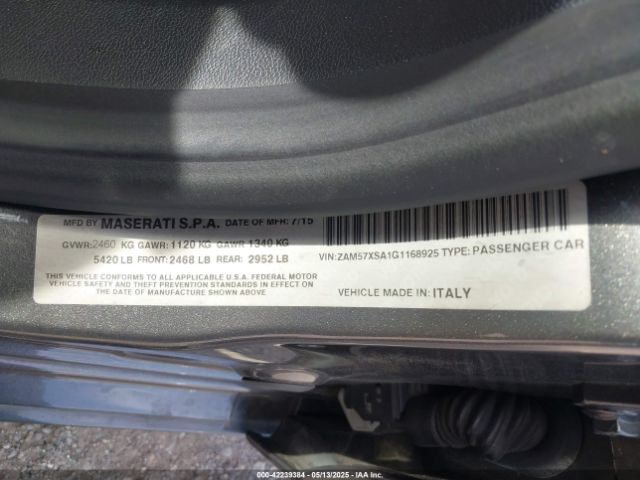 MFD BY MASERATI S.P.A. DATE OF MFR: 7/15
GVWR:2460 KG GAWR:1120 KG GAWR 1340 KG
5420 LB FRONT:2468 LB REAR: 2952 LB
THIS VEHICLE CONFORMS TO ALL APPLICABLE U.S.A. FEDERAL MOTOR
VEHICLE SAFETY AND THEFT PREVENTION STANDARDS IN EFFECT ON
THE DATE OF MANUFACTURE SHOWN ABOVE
VIN:ZAM57XSA1G1168925 TYPE: PASSENGER CAR
VEHICLE MADE IN: ITALY
000-42239384 05/13/2025 Copyright IAA, LLC